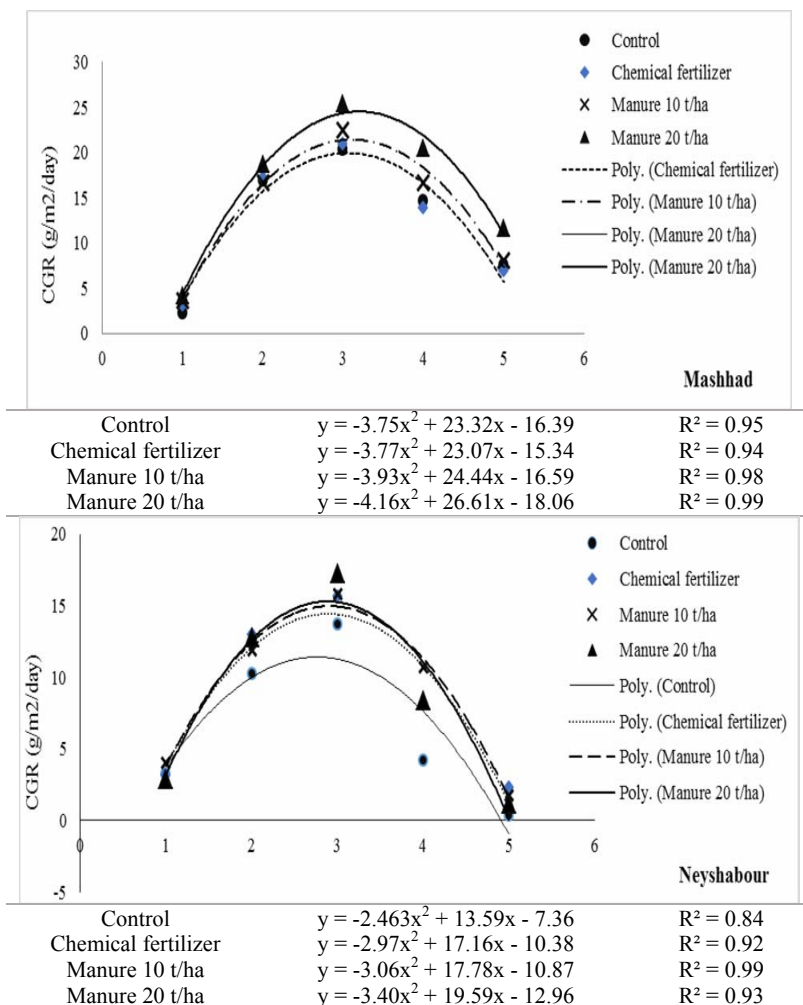 30
25
20
15
10
5
0
CGR (g/m2/day)
0 1 2 3 4 5 6
Control
Chemical fertilizer
Manure 10 t/ha
Manure 20 t/ha
Poly. (Chemical fertilizer)
Poly. (Manure 10 t/ha)
Poly. (Manure 20 t/ha)
Poly. (Manure 20 t/ha)
Mashhad
Control y = -3.75x² + 23.32x - 16.39 R² = 0.95
Chemical fertilizer y = -3.77x² + 23.07x - 15.34 R² = 0.94
Manure 10 t/ha y = -3.93x² + 24.44x - 16.59 R² = 0.98
Manure 20 t/ha y = -4.16x² + 26.61x - 18.06 R² = 0.99
20
15
10
5
0
-5
CGR (g/m2/day)
0 1 2 3 4 5 6
Control
Chemical fertilizer
Manure 10 t/ha
Manure 20 t/ha
Poly. (Control)
Poly. (Chemical fertilizer)
Poly. (Manure 10 t/ha)
Poly. (Manure 20 t/ha)
Neyshabour
Control y = -2.463x² + 13.59x - 7.36 R² = 0.84
Chemical fertilizer y = -2.97x² + 17.16x - 10.38 R² = 0.92
Manure 10 t/ha y = -3.06x² + 17.78x - 10.87 R² = 0.99
Manure 20 t/ha y = -3.40x² + 19.59x - 12.96 R² = 0.93